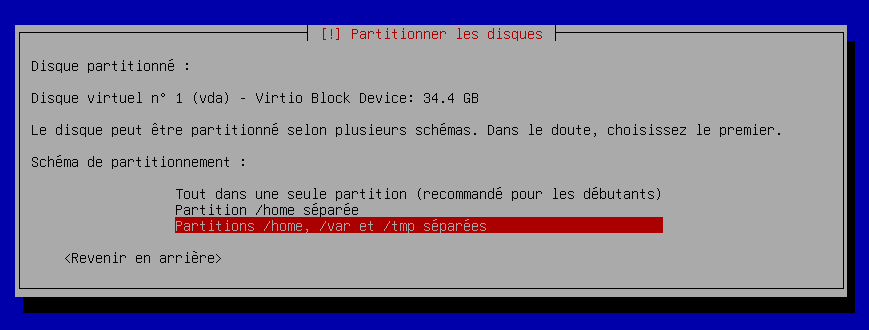 [!] Partitionner les disques
Disque partitionné :
Disque virtuel n° 1 (vda) - Virtio Block Device: 34.4 GB
Le disque peut être partitionné selon plusieurs schémas. Dans le doute, choisissez le premier.
Schéma de partitionnement :
Tout dans une seule partition (recommandé pour les débutants)
Partition /home séparée
Partitions /home, /var et /tmp séparées
<Revenir en arrière>